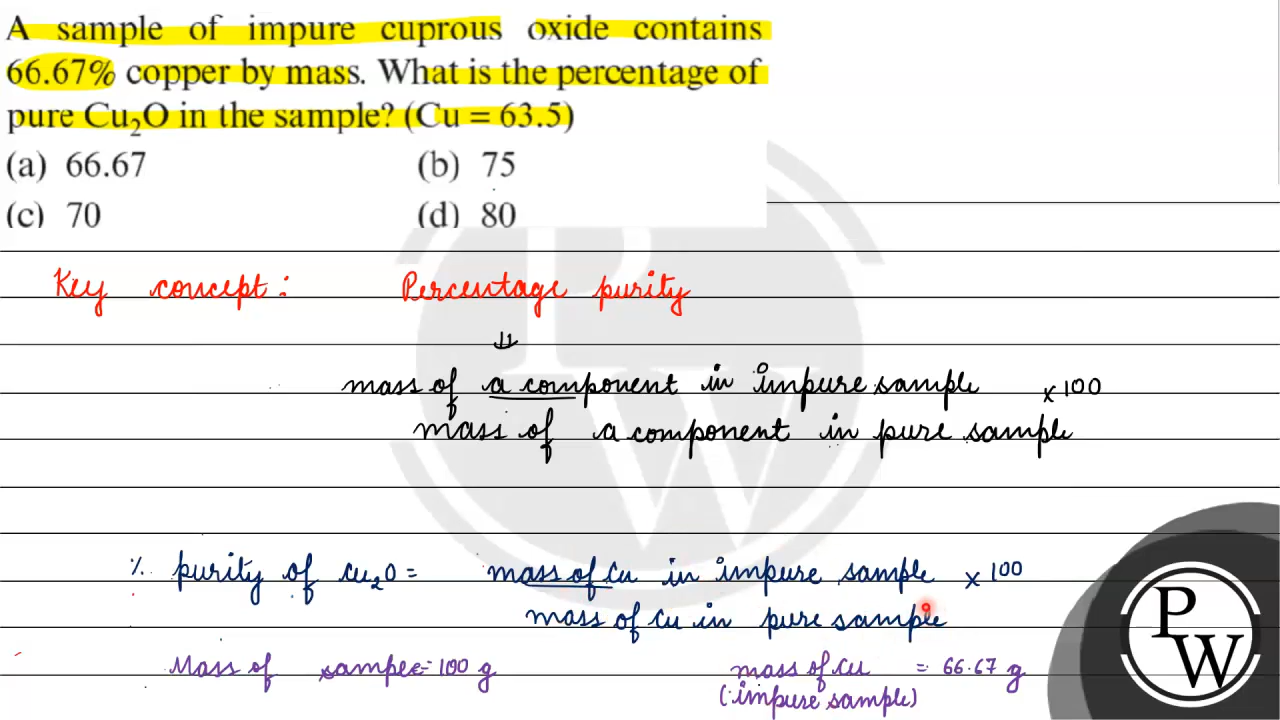 A sample of impure cuprous oxide contains
66.67% copper by mass. What is the percentage of
pure Cu₂O in the sample? (Cu = 63.5)
(a) 66.67 (b) 75
(c) 70 (d) 80
Key concept : Percentage purity
⇓
mass of a component in impure sample × 100
mass of a component in pure sample
% purity of Cu₂O = mass of Cu in impure sample × 100
mass of Cu in pure sample
Mass of sample = 100 g mass of Cu = 66.67 g
(impure sample)
P
W
P
W